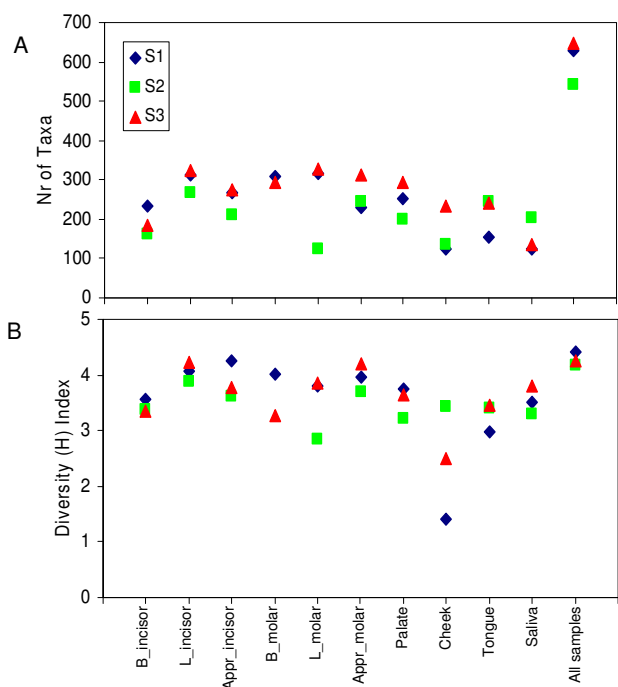 A
Nr of Taxa
700
600
500
400
300
200
100
0
S1
S2
S3
B
Diversity (H) Index
5
4
3
2
1
0
B_incisor
L_incisor
Appr_incisor
B_molar
L_molar
Appr_molar
Palate
Cheek
Tongue
Saliva
All samples